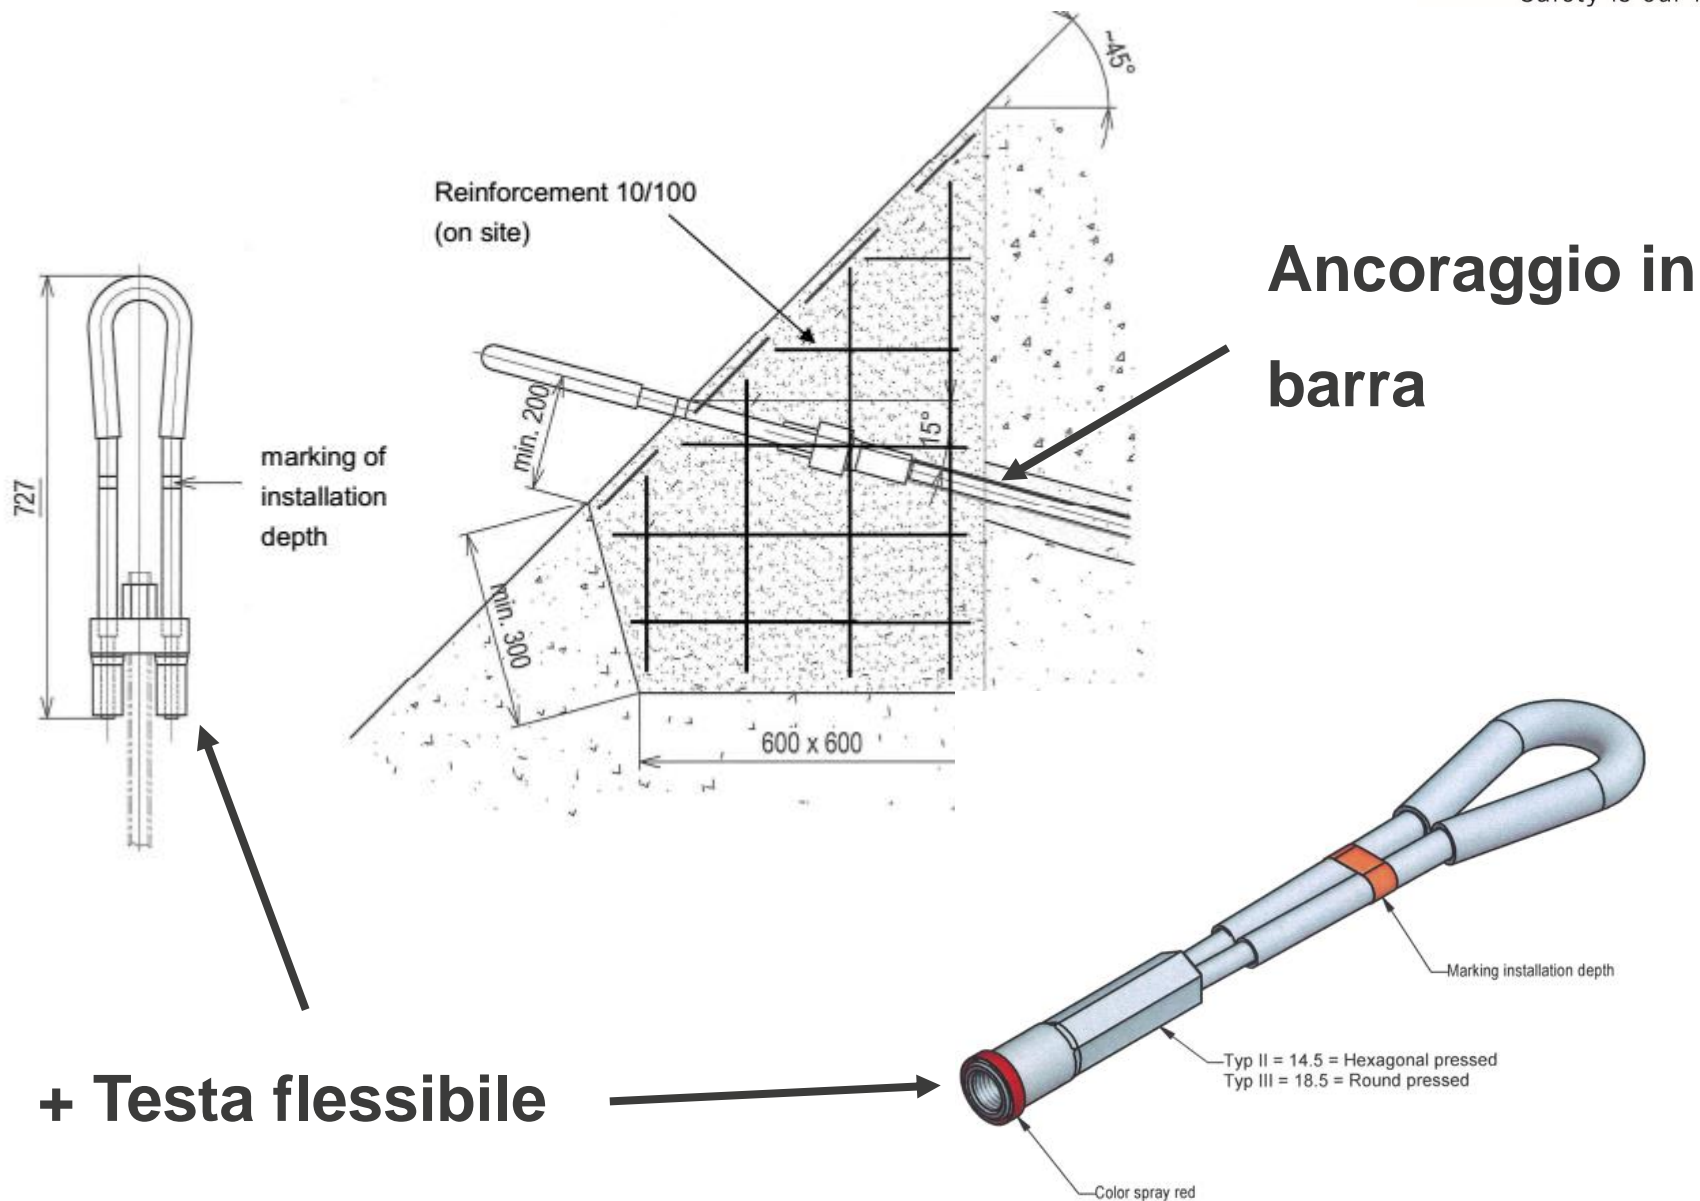 ~45°
Reinforcement 10/100
(on site)
Ancoraggio in
barra
min. 200
15°
marking of
installation
depth
727
min. 300
600 x 600
Marking installation depth
Typ II = 14.5 = Hexagonal pressed
Typ III = 18.5 = Round pressed
+ Testa flessibile
Color spray red